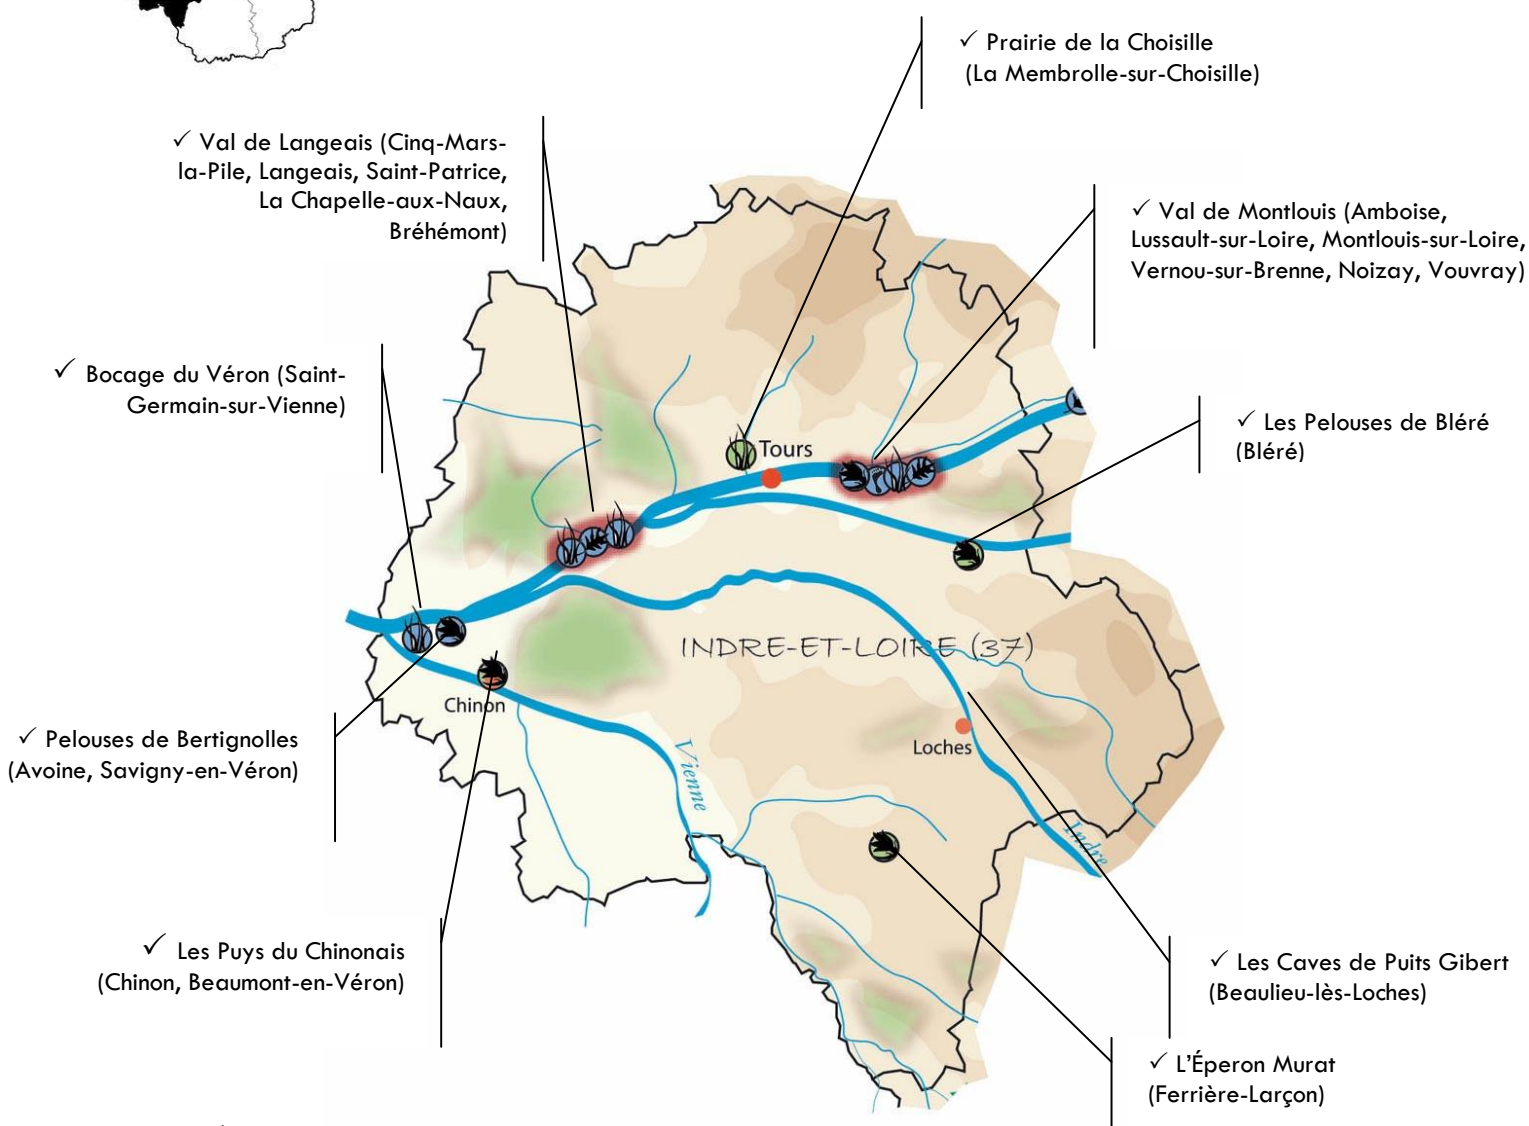 ✓ Prairie de la Choisille
(La Membrolle-sur-Choisille)
✓ Val de Langeais (Cinq-Mars-
la-Pile, Langeais, Saint-Patrice,
La Chapelle-aux-Naux,
Bréhémont)
✓ Val de Montlouis (Amboise,
Lussault-sur-Loire, Montlouis-sur-Loire,
Vernou-sur-Brenne, Noizay, Vouvray)
✓ Bocage du Véron (Saint-
Germain-sur-Vienne)
✓ Les Pelouses de Bléré
(Bléré)
Tours
INDRE-ET-LOIRE (37)
Chinon
Loches
Vienne
Indre
✓ Pelouses de Bertignolles
(Avoine, Savigny-en-Véron)
✓ Les Puys du Chinonais
(Chinon, Beaumont-en-Véron)
✓ Les Caves de Puits Gibert
(Beaulieu-lès-Loches)
✓ L'Éperon Murat
(Ferrière-Larçon)